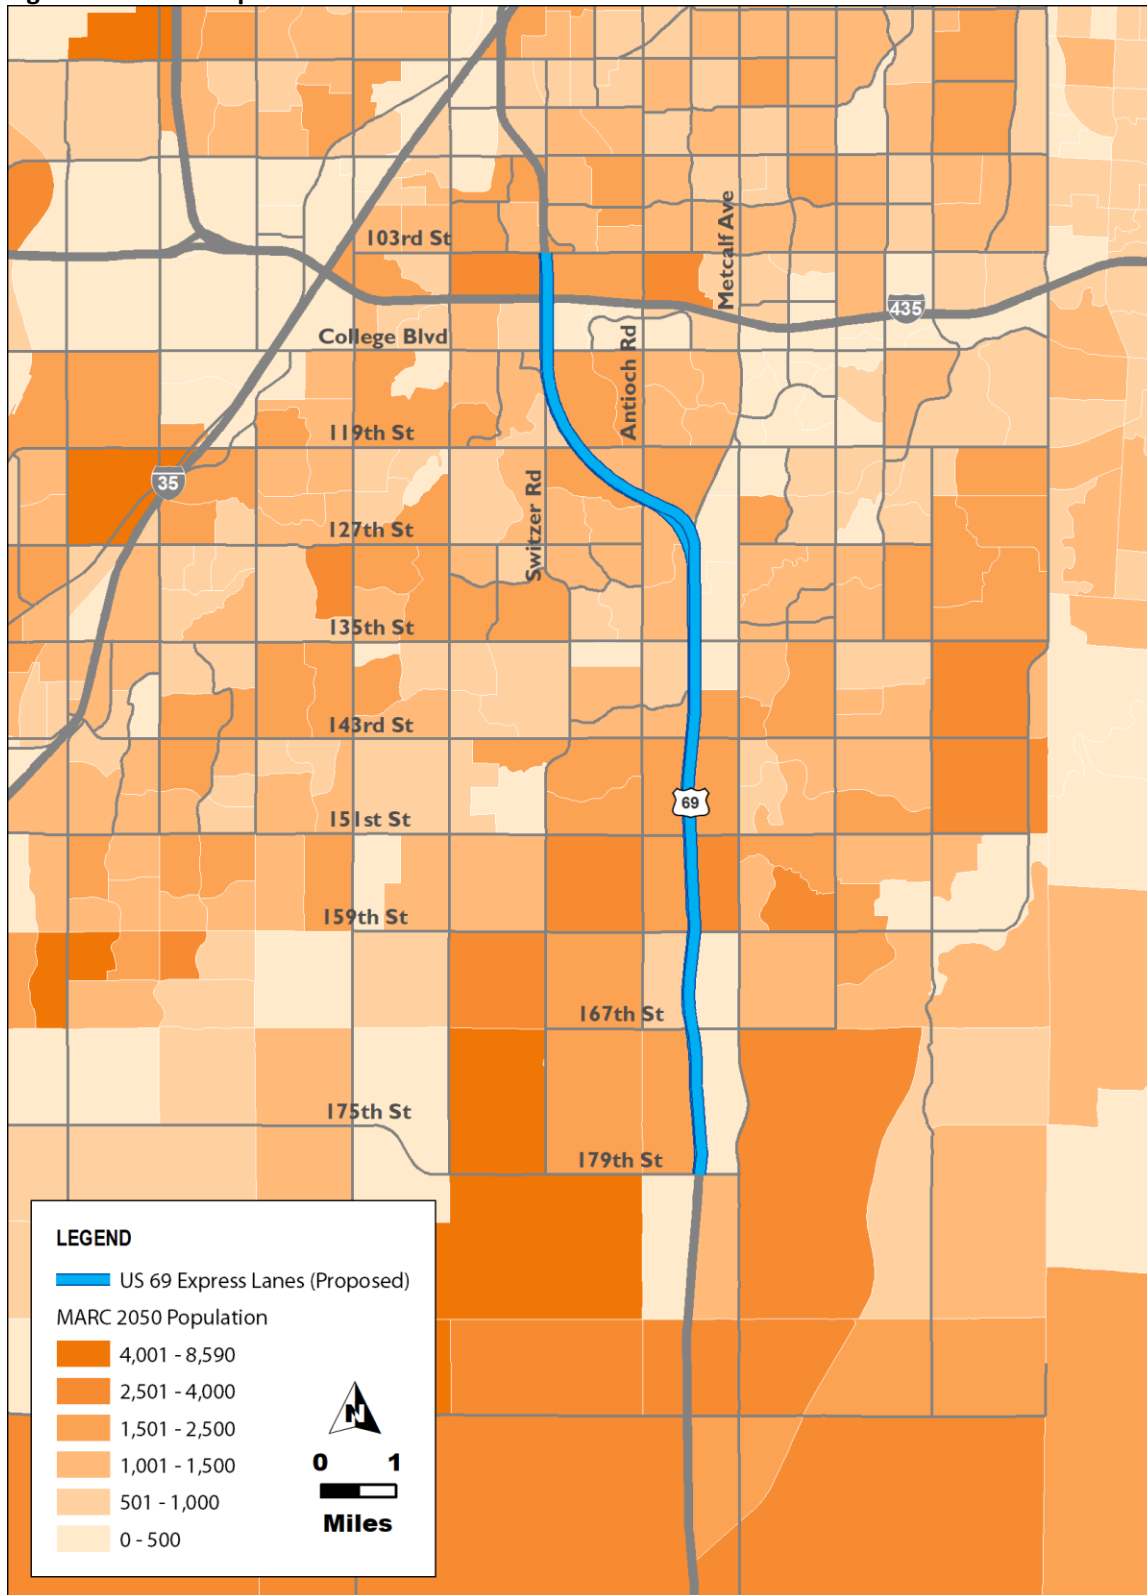 103rd St
Metcalf Ave
435
College Blvd
Antioch Rd
119th St
35
Switzer Rd
127th St
135th St
143rd St
69
151st St
159th St
167th St
175th St
179th St
LEGEND
US 69 Express Lanes (Proposed)
MARC 2050 Population
4,001 - 8,590
2,501 - 4,000
1,501 - 2,500
1,001 - 1,500
501 - 1,000
0 - 500
N
0 1
Miles